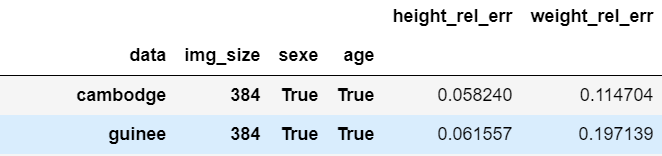 height_rel_err weight_rel_err
data img_size sexe age
cambodge 384 True True 0.058240 0.114704
guinee 384 True True 0.061557 0.197139